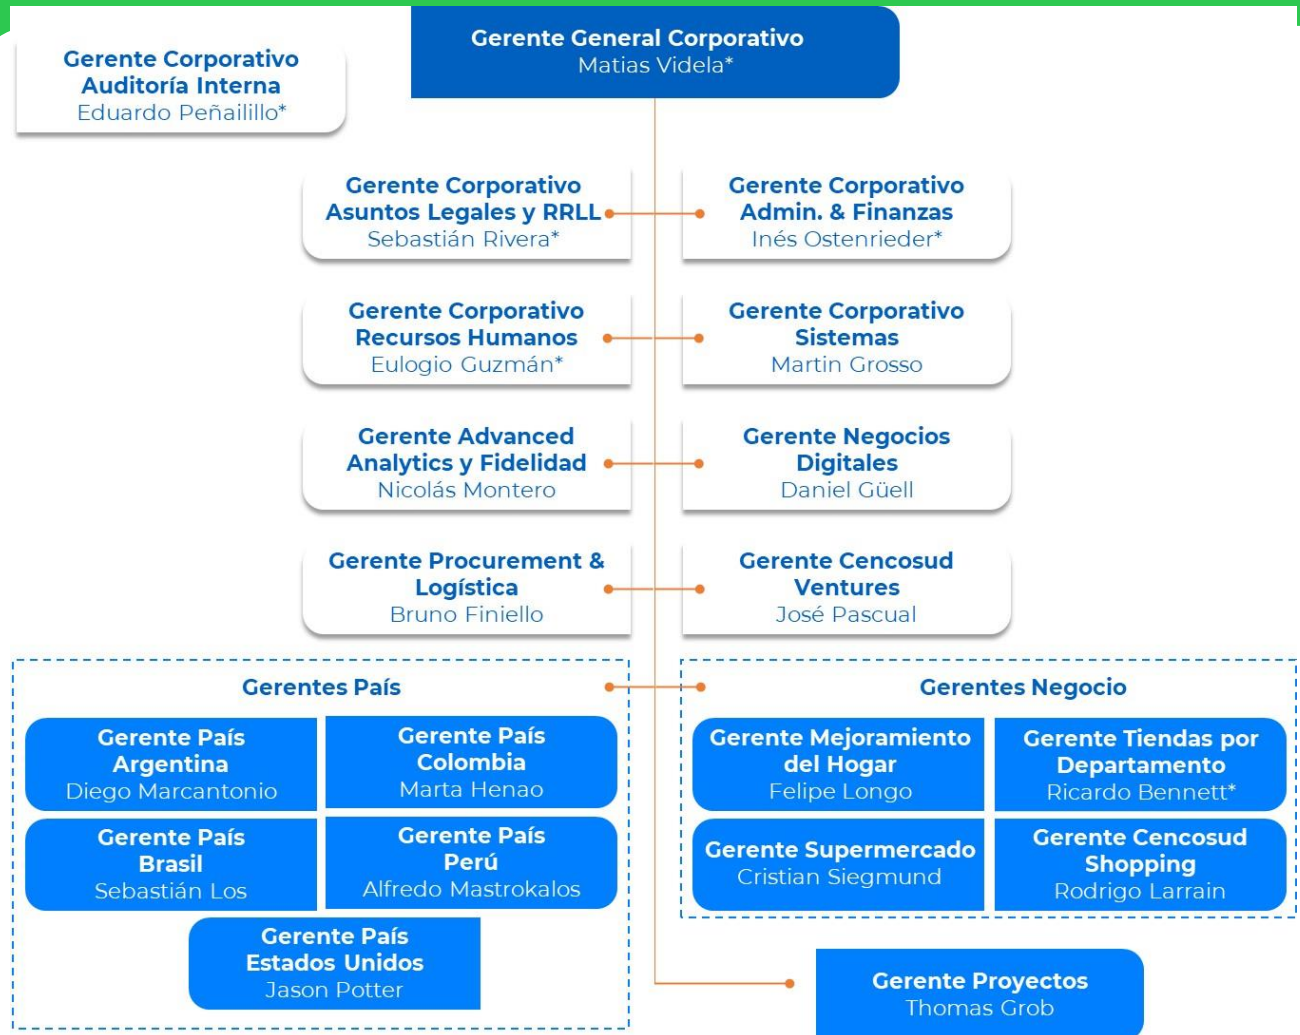 Gerente General Corporativo
Matias Videla*
Gerente Corporativo
Auditoría Interna
Eduardo Peñailillo*
Gerente Corporativo
Asuntos Legales y RRLL
Sebastián Rivera*
Gerente Corporativo
Admin. & Finanzas
Inés Ostenrieder*
Gerente Corporativo
Recursos Humanos
Eulogio Guzmán*
Gerente Corporativo
Sistemas
Martin Grosso
Gerente Advanced
Analytics y Fidelidad
Nicolás Montero
Gerente Negocios
Digitales
Daniel Güell
Gerente Procurement &
Logística
Bruno Finiello
Gerente Cencosud
Ventures
José Pascual
Gerentes País
Gerente País
Argentina
Diego Marcantonio
Gerente País
Colombia
Marta Henao
Gerente País
Brasil
Sebastián Los
Gerente País
Perú
Alfredo Mastrokalos
Gerente País
Estados Unidos
Jason Potter
Gerentes Negocio
Gerente Mejoramiento
del Hogar
Felipe Longo
Gerente Tiendas por
Departamento
Ricardo Bennett*
Gerente Supermercado
Cristian Siegmund
Gerente Cencosud
Shopping
Rodrigo Larrain
Gerente Proyectos
Thomas Grob